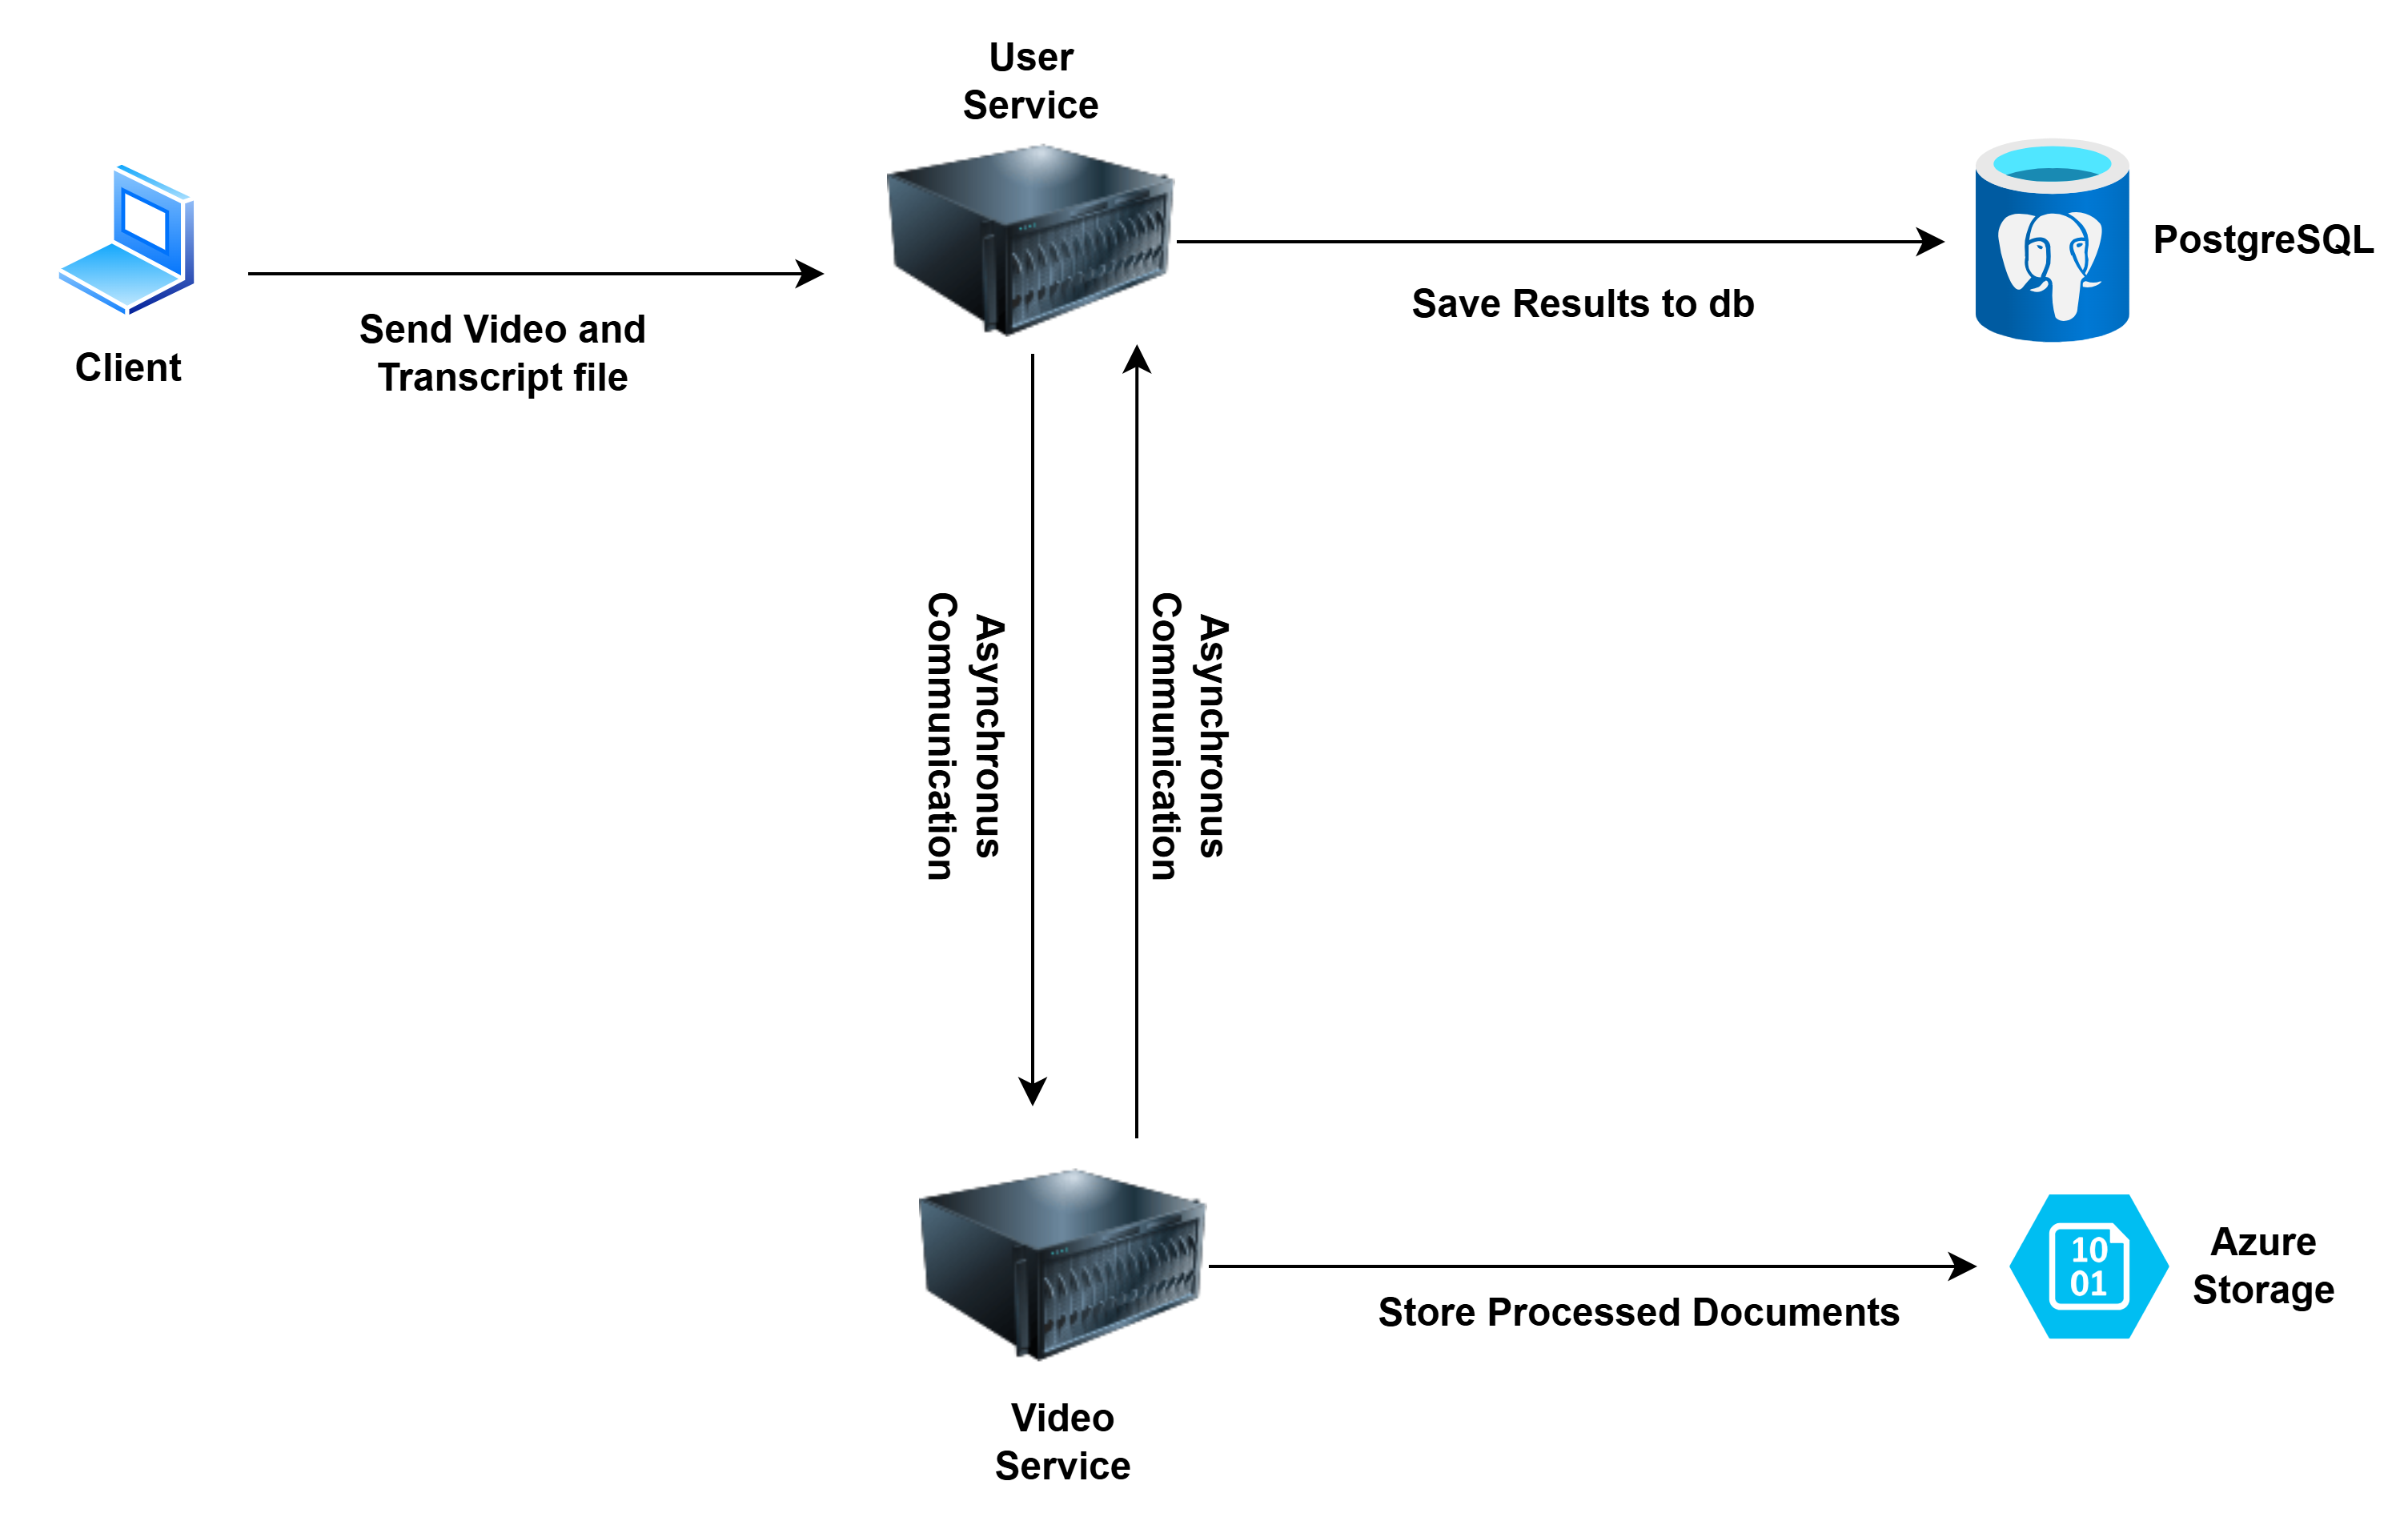 User
Service
Client
Send Video and
Transcript file
Save Results to db
PostgreSQL
Asynchronus
Communication
Asynchronus
Communication
10
01
Azure
Storage
Store Processed Documents
Video
Service